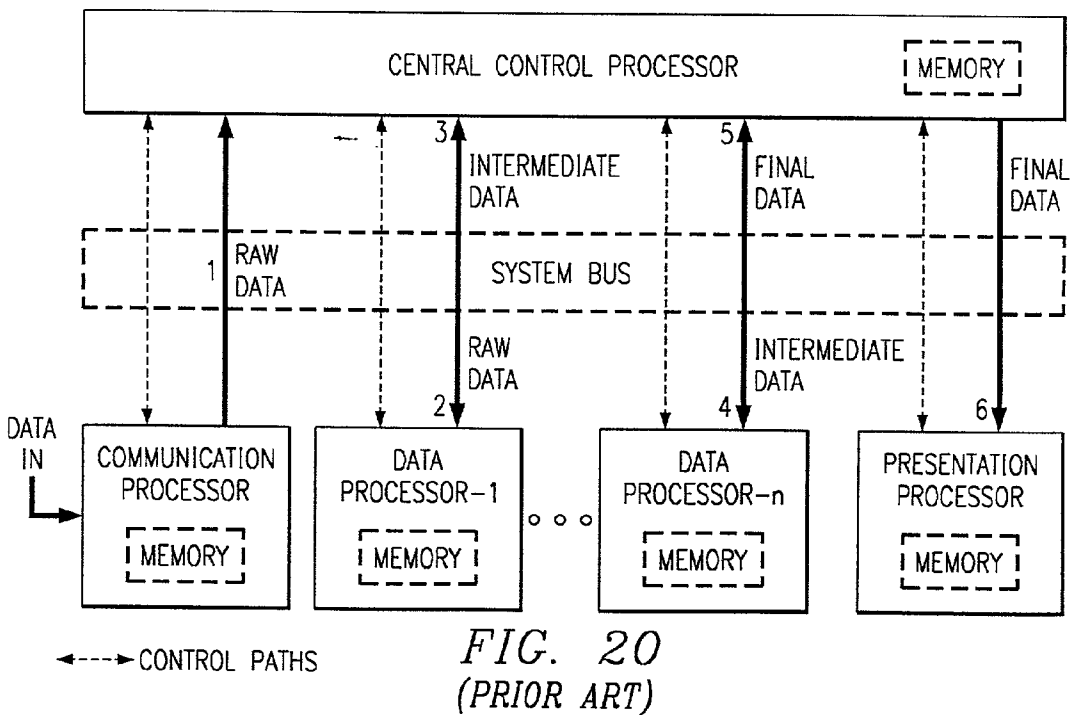 CENTRAL CONTROL PROCESSOR
MEMORY
3
5
INTERMEDIATE
DATA
FINAL
DATA
FINAL
DATA
1
RAW
DATA
SYSTEM BUS
RAW
DATA
INTERMEDIATE
DATA
2
4
6
DATA
IN
COMMUNICATION
PROCESSOR
MEMORY
DATA
PROCESSOR-1
MEMORY
DATA
PROCESSOR-n
MEMORY
PRESENTATION
PROCESSOR
MEMORY
CONTROL PATHS
FIG. 20
(PRIOR ART)